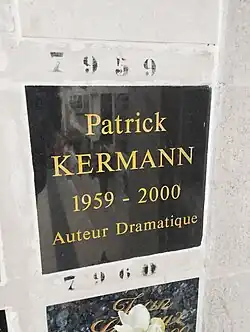 7959
Patrick
KERMANN
1959 - 2000
Auteur Dramatique
7960